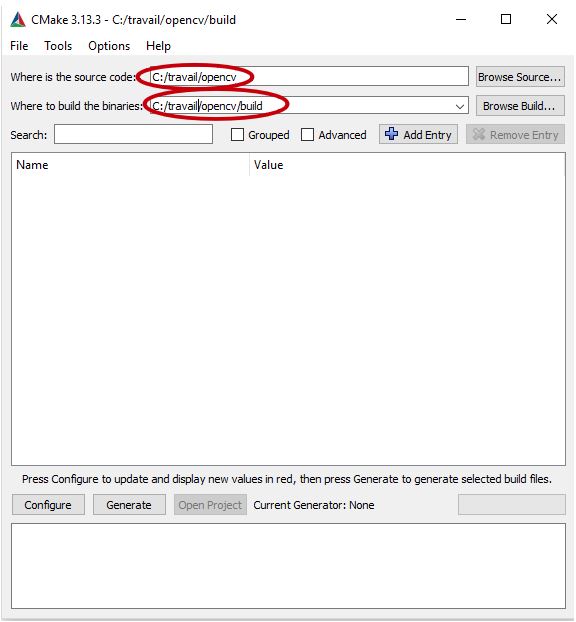 CMake 3.13.3 - C:/travail/opencv/build
File Tools Options Help
Where is the source code: C:/travail/opencv Browse Source...
Where to build the binaries: C:/travail/opencv/build Browse Build...
Search: Grouped Advanced Add Entry Remove Entry
Name Value
Press Configure to update and display new values in red, then press Generate to generate selected build files.
Configure Generate Open Project Current Generator: None